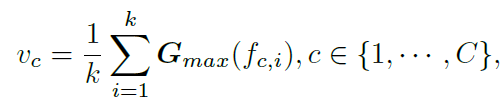 $v_c = \frac{1}{k} \sum_{i=1}^{k} \boldsymbol{G}_{max}(f_{c,i}), c \in \{1, \cdots, C\},$